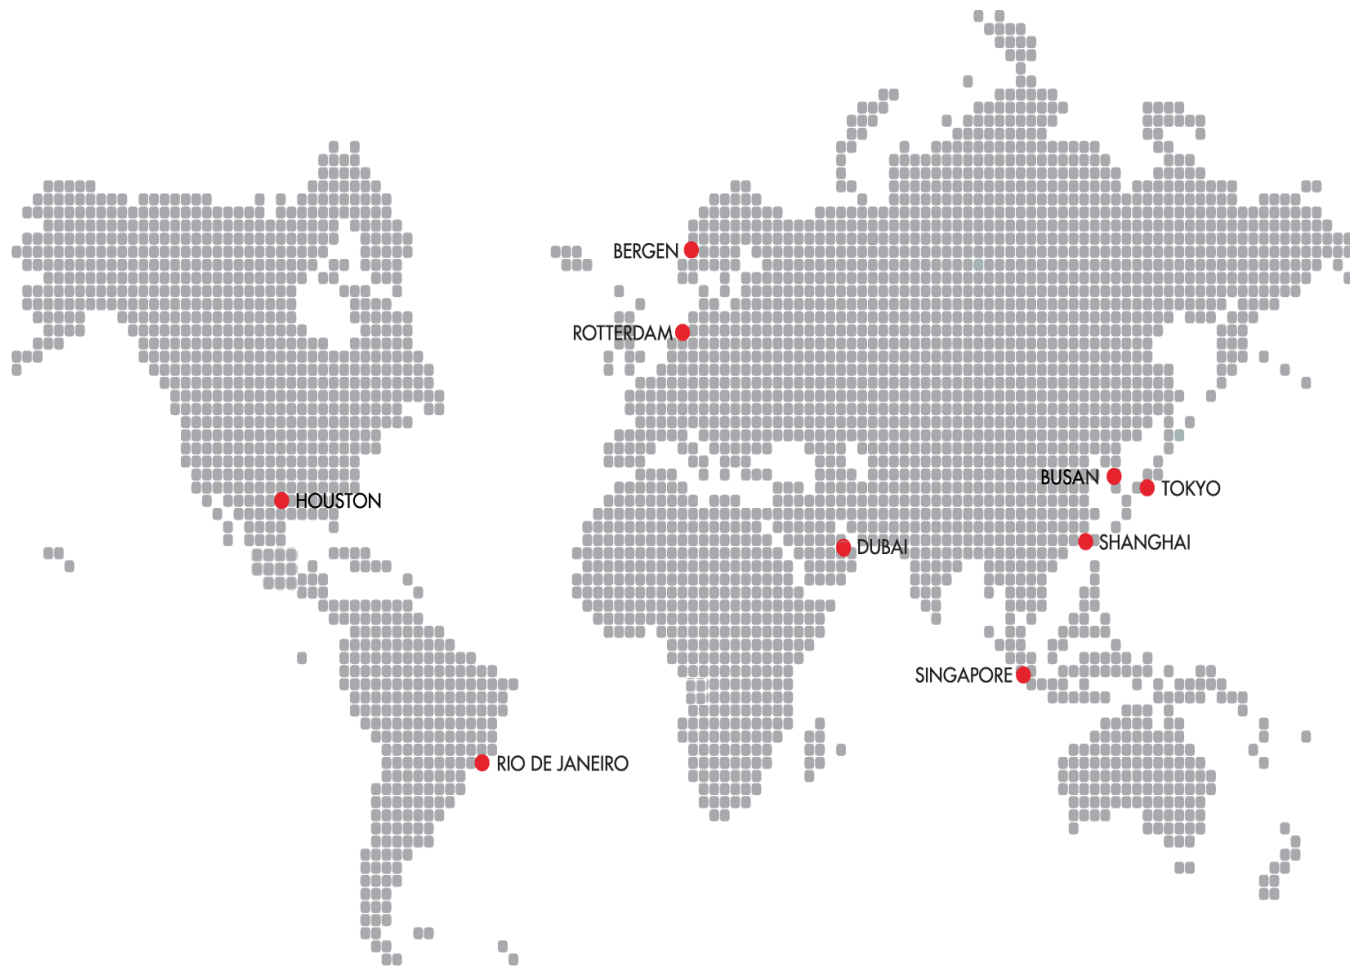 BERGEN
ROTTERDAM
BUSAN
TOKYO
HOUSTON
SHANGHAI
DUBAI
SINGAPORE
RIO DE JANEIRO